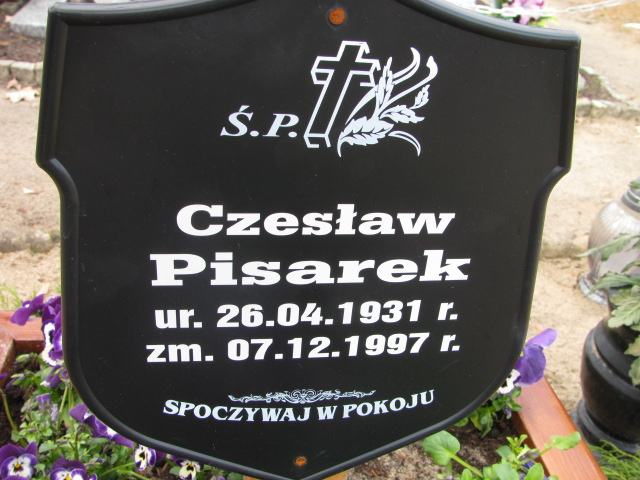 Ś.P.
Czesław
Pisarek
ur. 26.04.1931 r.
zm. 07.12.1997 r.
SPOCZYWAJ W POKOJU